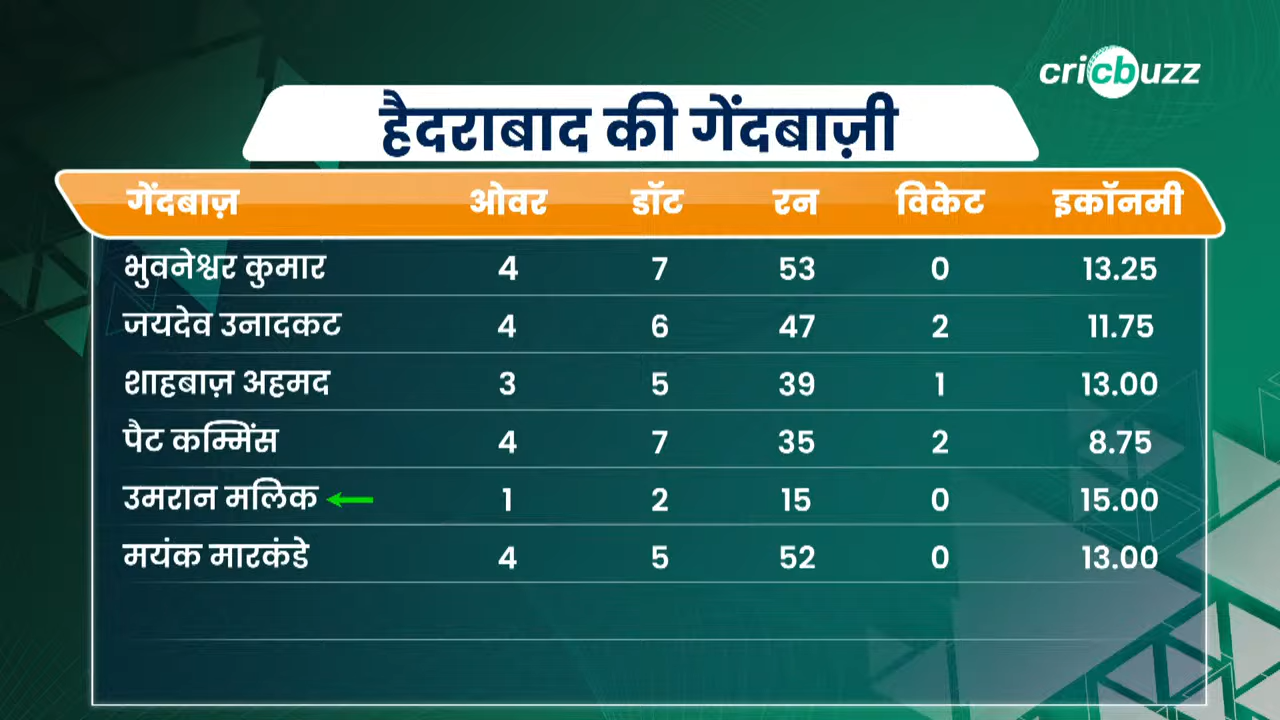 cricbuzz
हैदराबाद की गेंदबाज़ी
गेंदबाज़ ओवर डॉट रन विकेट इकॉनमी
भुवनेश्वर कुमार 4 7 53 0 13.25
जयदेव उनादकट 4 6 47 2 11.75
शाहबाज़ अहमद 3 5 39 1 13.00
पैट कम्मिंस 4 7 35 2 8.75
उमरान मलिक 1 2 15 0 15.00
मयंक मारकंडे 4 5 52 0 13.00